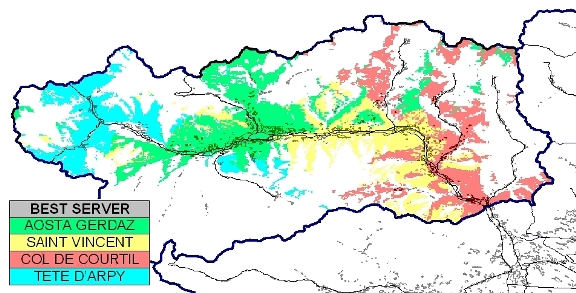 BEST SERVER
AOSTA GERDAZ
SAINT VINCENT
COL DE COURTIL
TETE D'ARPY